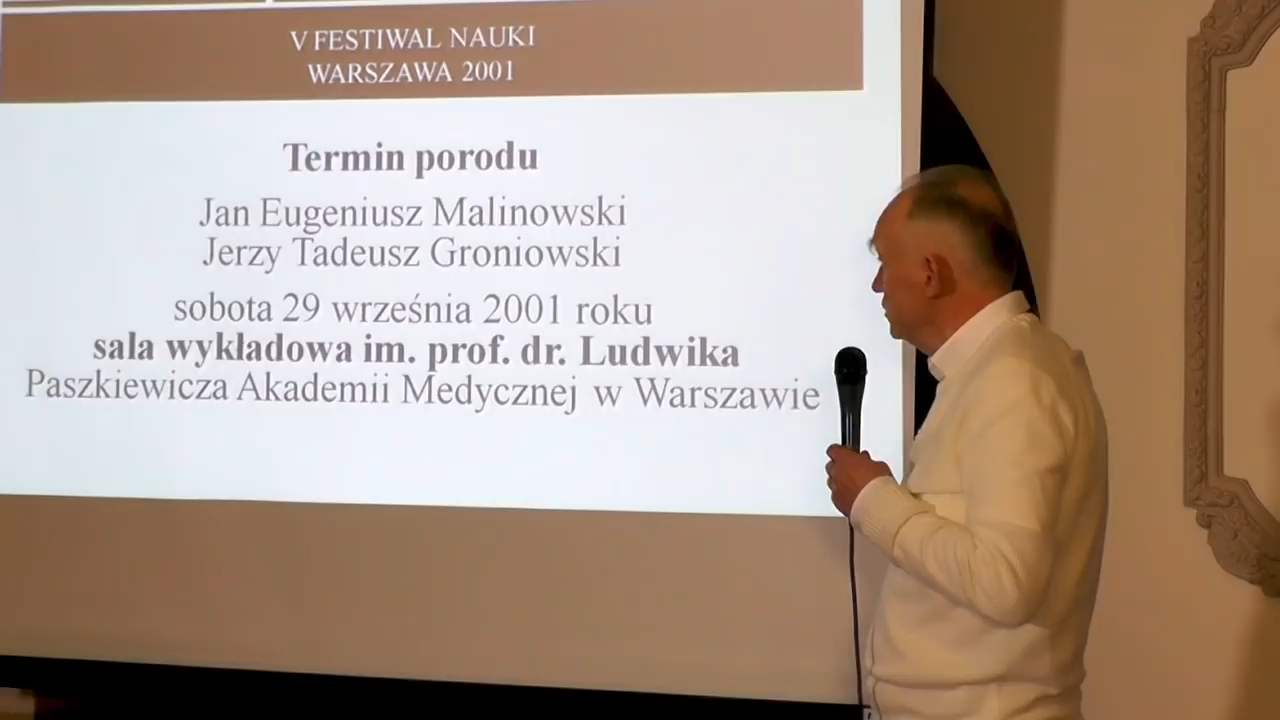 V FESTIWAL NAUKI
WARSZAWA 2001
Termin porodu
Jan Eugeniusz Malinowski
Jerzy Tadeusz Groniowski
sobota 29 września 2001 roku
sala wykładowa im. prof. dr. Ludwika
Paszkiewicza Akademii Medycznej w Warszawie